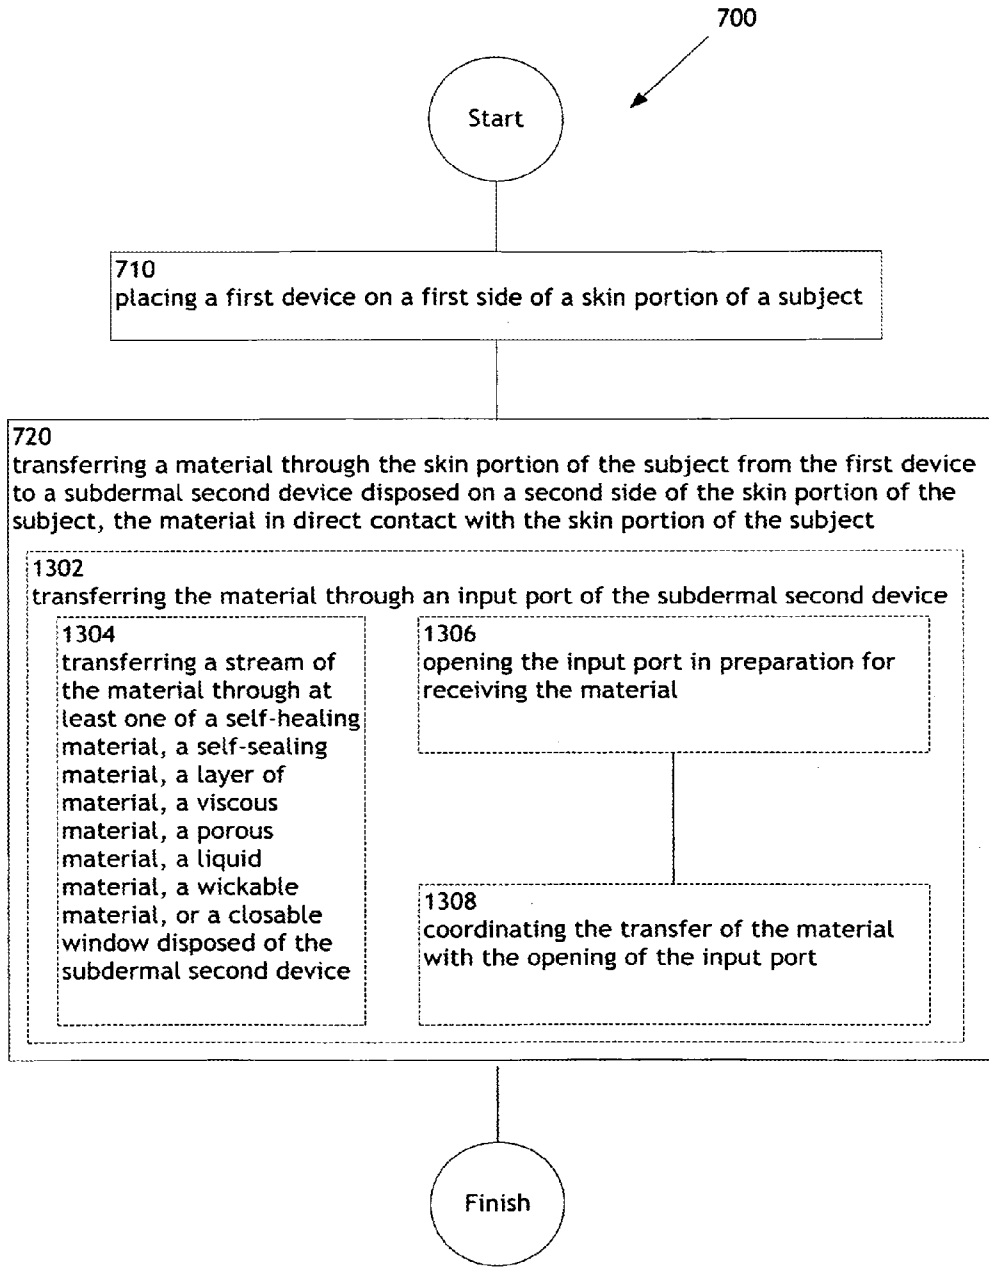 700
Start
710
placing a first device on a first side of a skin portion of a subject
720
transferring a material through the skin portion of the subject from the first device
to a subdermal second device disposed on a second side of the skin portion of the
subject, the material in direct contact with the skin portion of the subject
1302
transferring the material through an input port of the subdermal second device
1304
transferring a stream of
the material through at
least one of a self-healing
material, a self-sealing
material, a layer of
material, a viscous
material, a porous
material, a liquid
material, a wickable
material, or a closable
window disposed of the
subdermal second device
1306
opening the input port in preparation for
receiving the material
1308
coordinating the transfer of the material
with the opening of the input port
Finish